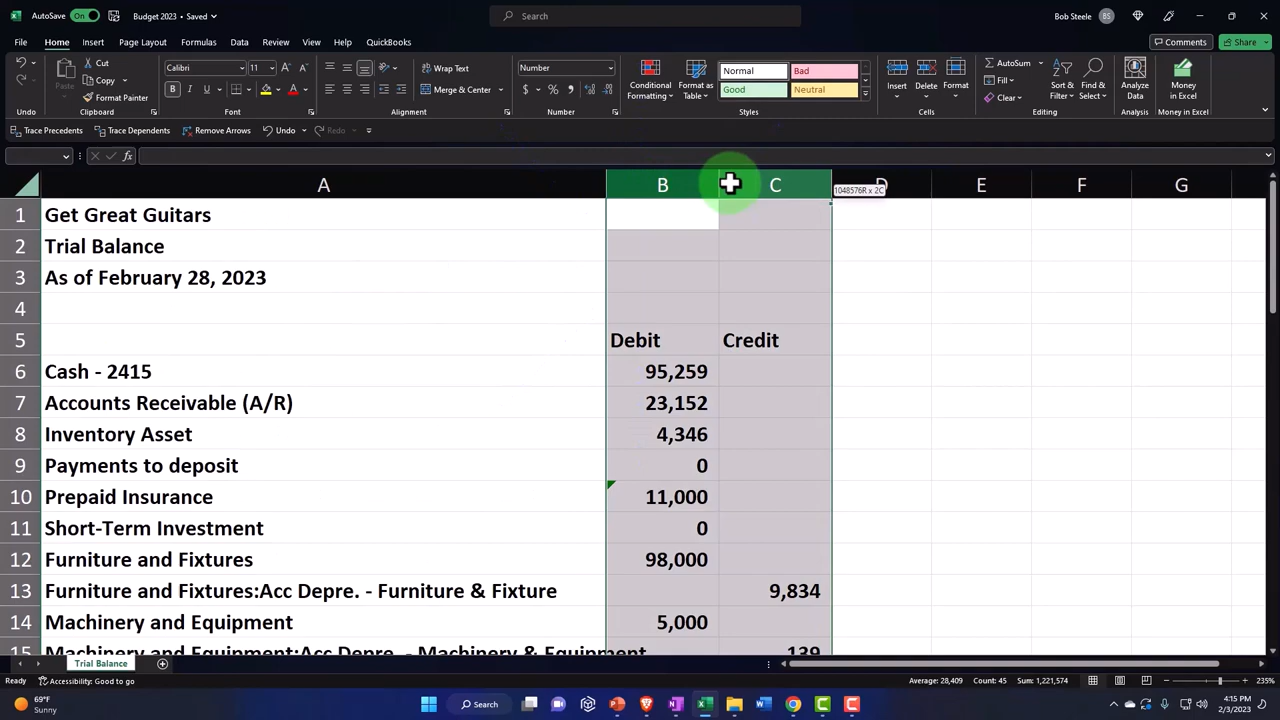 AutoSave On Budget 2023 • Saved Search Bob Steele BS
File Home Insert Page Layout Formulas Data Review View Help QuickBooks Comments Share
Cut Calibri 11 Wrap Text Number Normal Bad AutoSum
Paste Copy Merge & Center Conditional Formatting Format as Table Good Neutral Insert Delete Format Fill Sort & Filter Find & Select Analyze Data Money in Excel
Format Painter Clear
Undo Clipboard Font Alignment Number Styles Cells Editing Analysis Money in Excel
Trace Precedents Trace Dependents Remove Arrows Undo Redo
fx
A B C D E F G
1048576R x 2C
1 Get Great Guitars
2 Trial Balance
3 As of February 28, 2023
4
5 Debit Credit
6 Cash - 2415 95,259
7 Accounts Receivable (A/R) 23,152
8 Inventory Asset 4,346
9 Payments to deposit 0
10 Prepaid Insurance 11,000
11 Short-Term Investment 0
12 Furniture and Fixtures 98,000
13 Furniture and Fixtures:Acc Depre. - Furniture & Fixture 9,834
14 Machinery and Equipment 5,000
15 Machinery and Equipment:Acc Depre. - Machinery & Equipment 139
Trial Balance
Ready Accessibility: Good to go Average: 28,409 Count: 45 Sum: 1,221,574 235%
69°F Search 4:15 PM
Sunny 2/3/2023